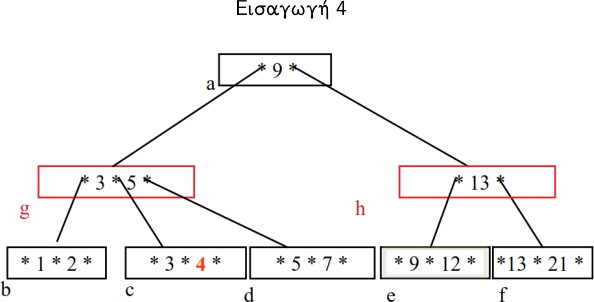 Εισαγωγή 4
* 9 *
a
* 3 * 5 *
* 13 *
g
h
* 1 * 2 *
* 3 * 4 *
* 5 * 7 *
* 9 * 12 *
*13 * 21 *
b
c
d
e
f